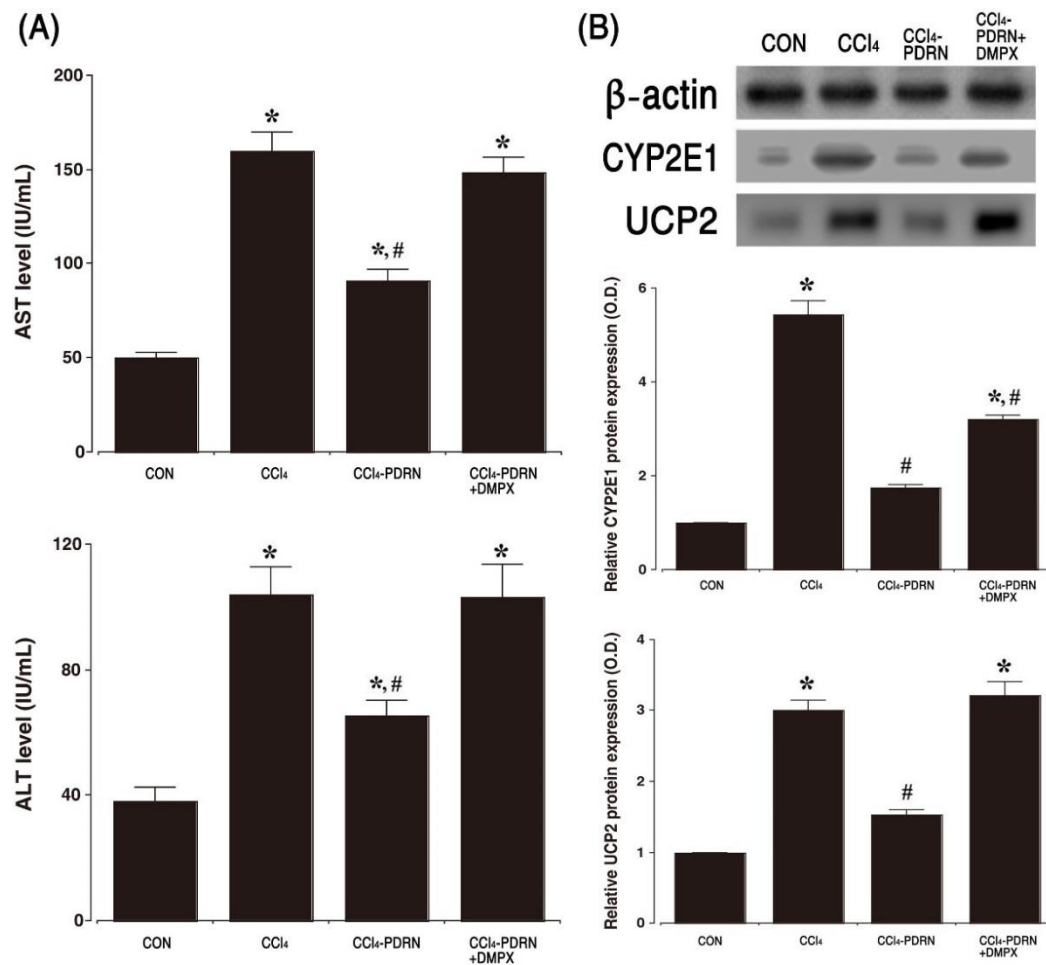 (A)
200
150
100
50
0
AST level (IU/mL)
*
*, #
*
CON
CCl₄
CCl₄-PDRN
CCl₄-PDRN
+DMPX
120
80
40
0
ALT level (IU/mL)
*
*, #
*
CON
CCl₄
CCl₄-PDRN
CCl₄-PDRN
+DMPX
(B)
CON
CCl₄
CCl₄-
PDRN
CCl₄-
PDRN+
DMPX
β-actin
CYP2E1
UCP2
6
4
2
0
Relative CYP2E1 protein expression (O.D.)
*
#
*, #
CON
CCl₄
CCl₄-PDRN
CCl₄-PDRN
+DMPX
4
3
2
1
0
Relative UCP2 protein expression (O.D.)
*
#
*
CON
CCl₄
CCl₄-PDRN
CCl₄-PDRN
+DMPX